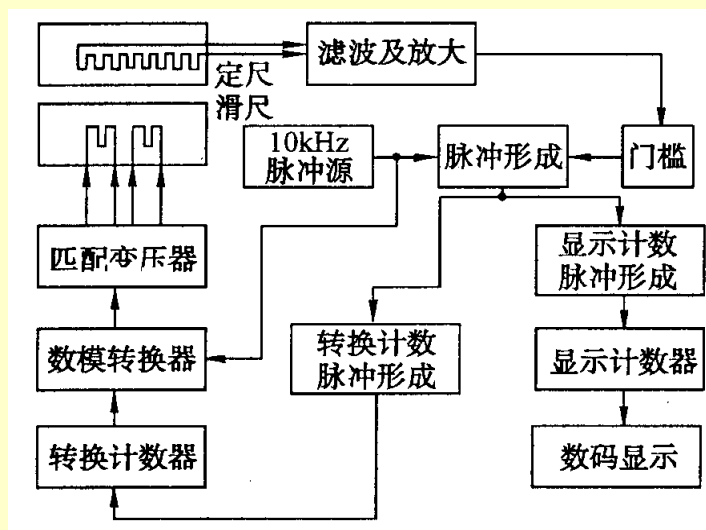 滤波及放大
定尺
滑尺
10kHz
脉冲源
脉冲形成
门槛
匹配变压器
显示计数
脉冲形成
数模转换器
转换计数
脉冲形成
显示计数器
转换计数器
数码显示